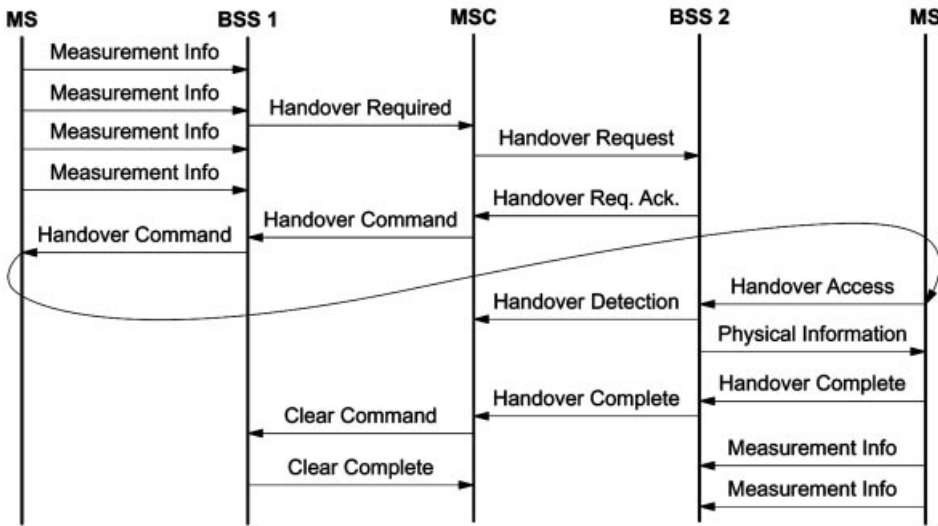 MS BSS 1 MSC BSS 2 MS
Measurement Info
Measurement Info
Handover Required
Measurement Info
Handover Request
Measurement Info
Handover Req. Ack.
Handover Command
Handover Command
Handover Access
Handover Detection
Physical Information
Handover Complete
Handover Complete
Clear Command
Measurement Info
Clear Complete
Measurement Info